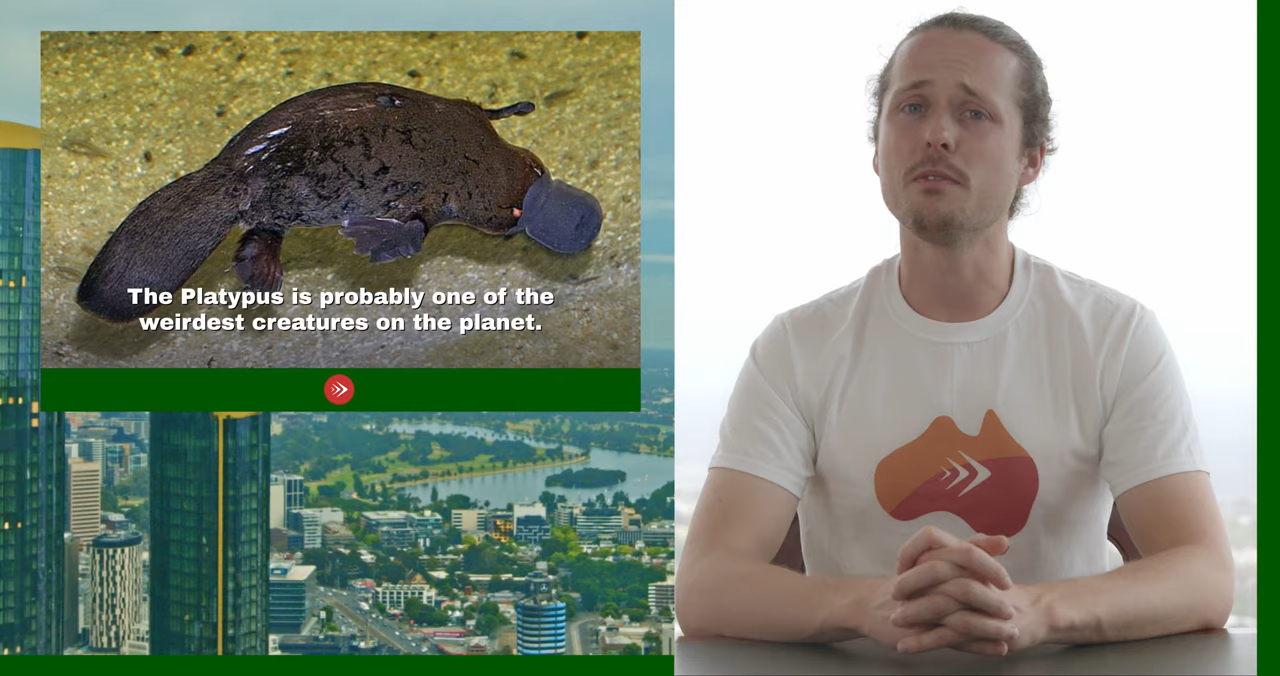 The Platypus is probably one of the
weirdest creatures on the planet.